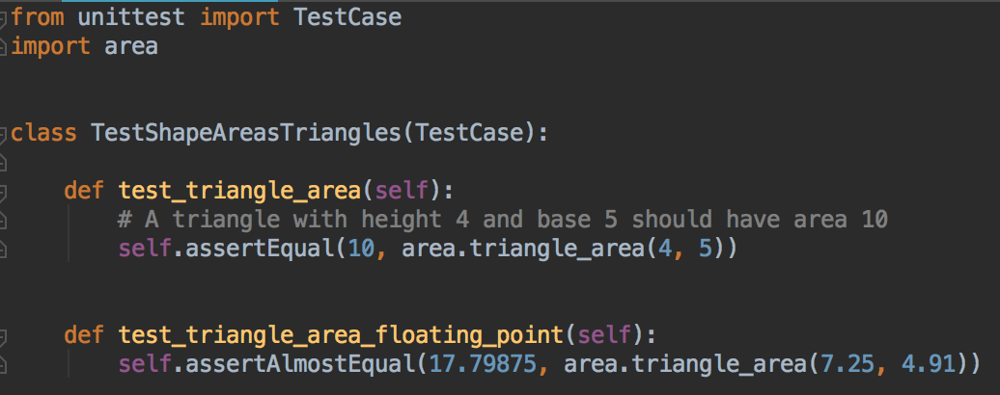 from unittest import TestCase
import area
class TestShapeAreasTriangles(TestCase):
def test_triangle_area(self):
# A triangle with height 4 and base 5 should have area 10
self.assertEqual(10, area.triangle_area(4, 5))
def test_triangle_area_floating_point(self):
self.assertAlmostEqual(17.79875, area.triangle_area(7.25, 4.91))